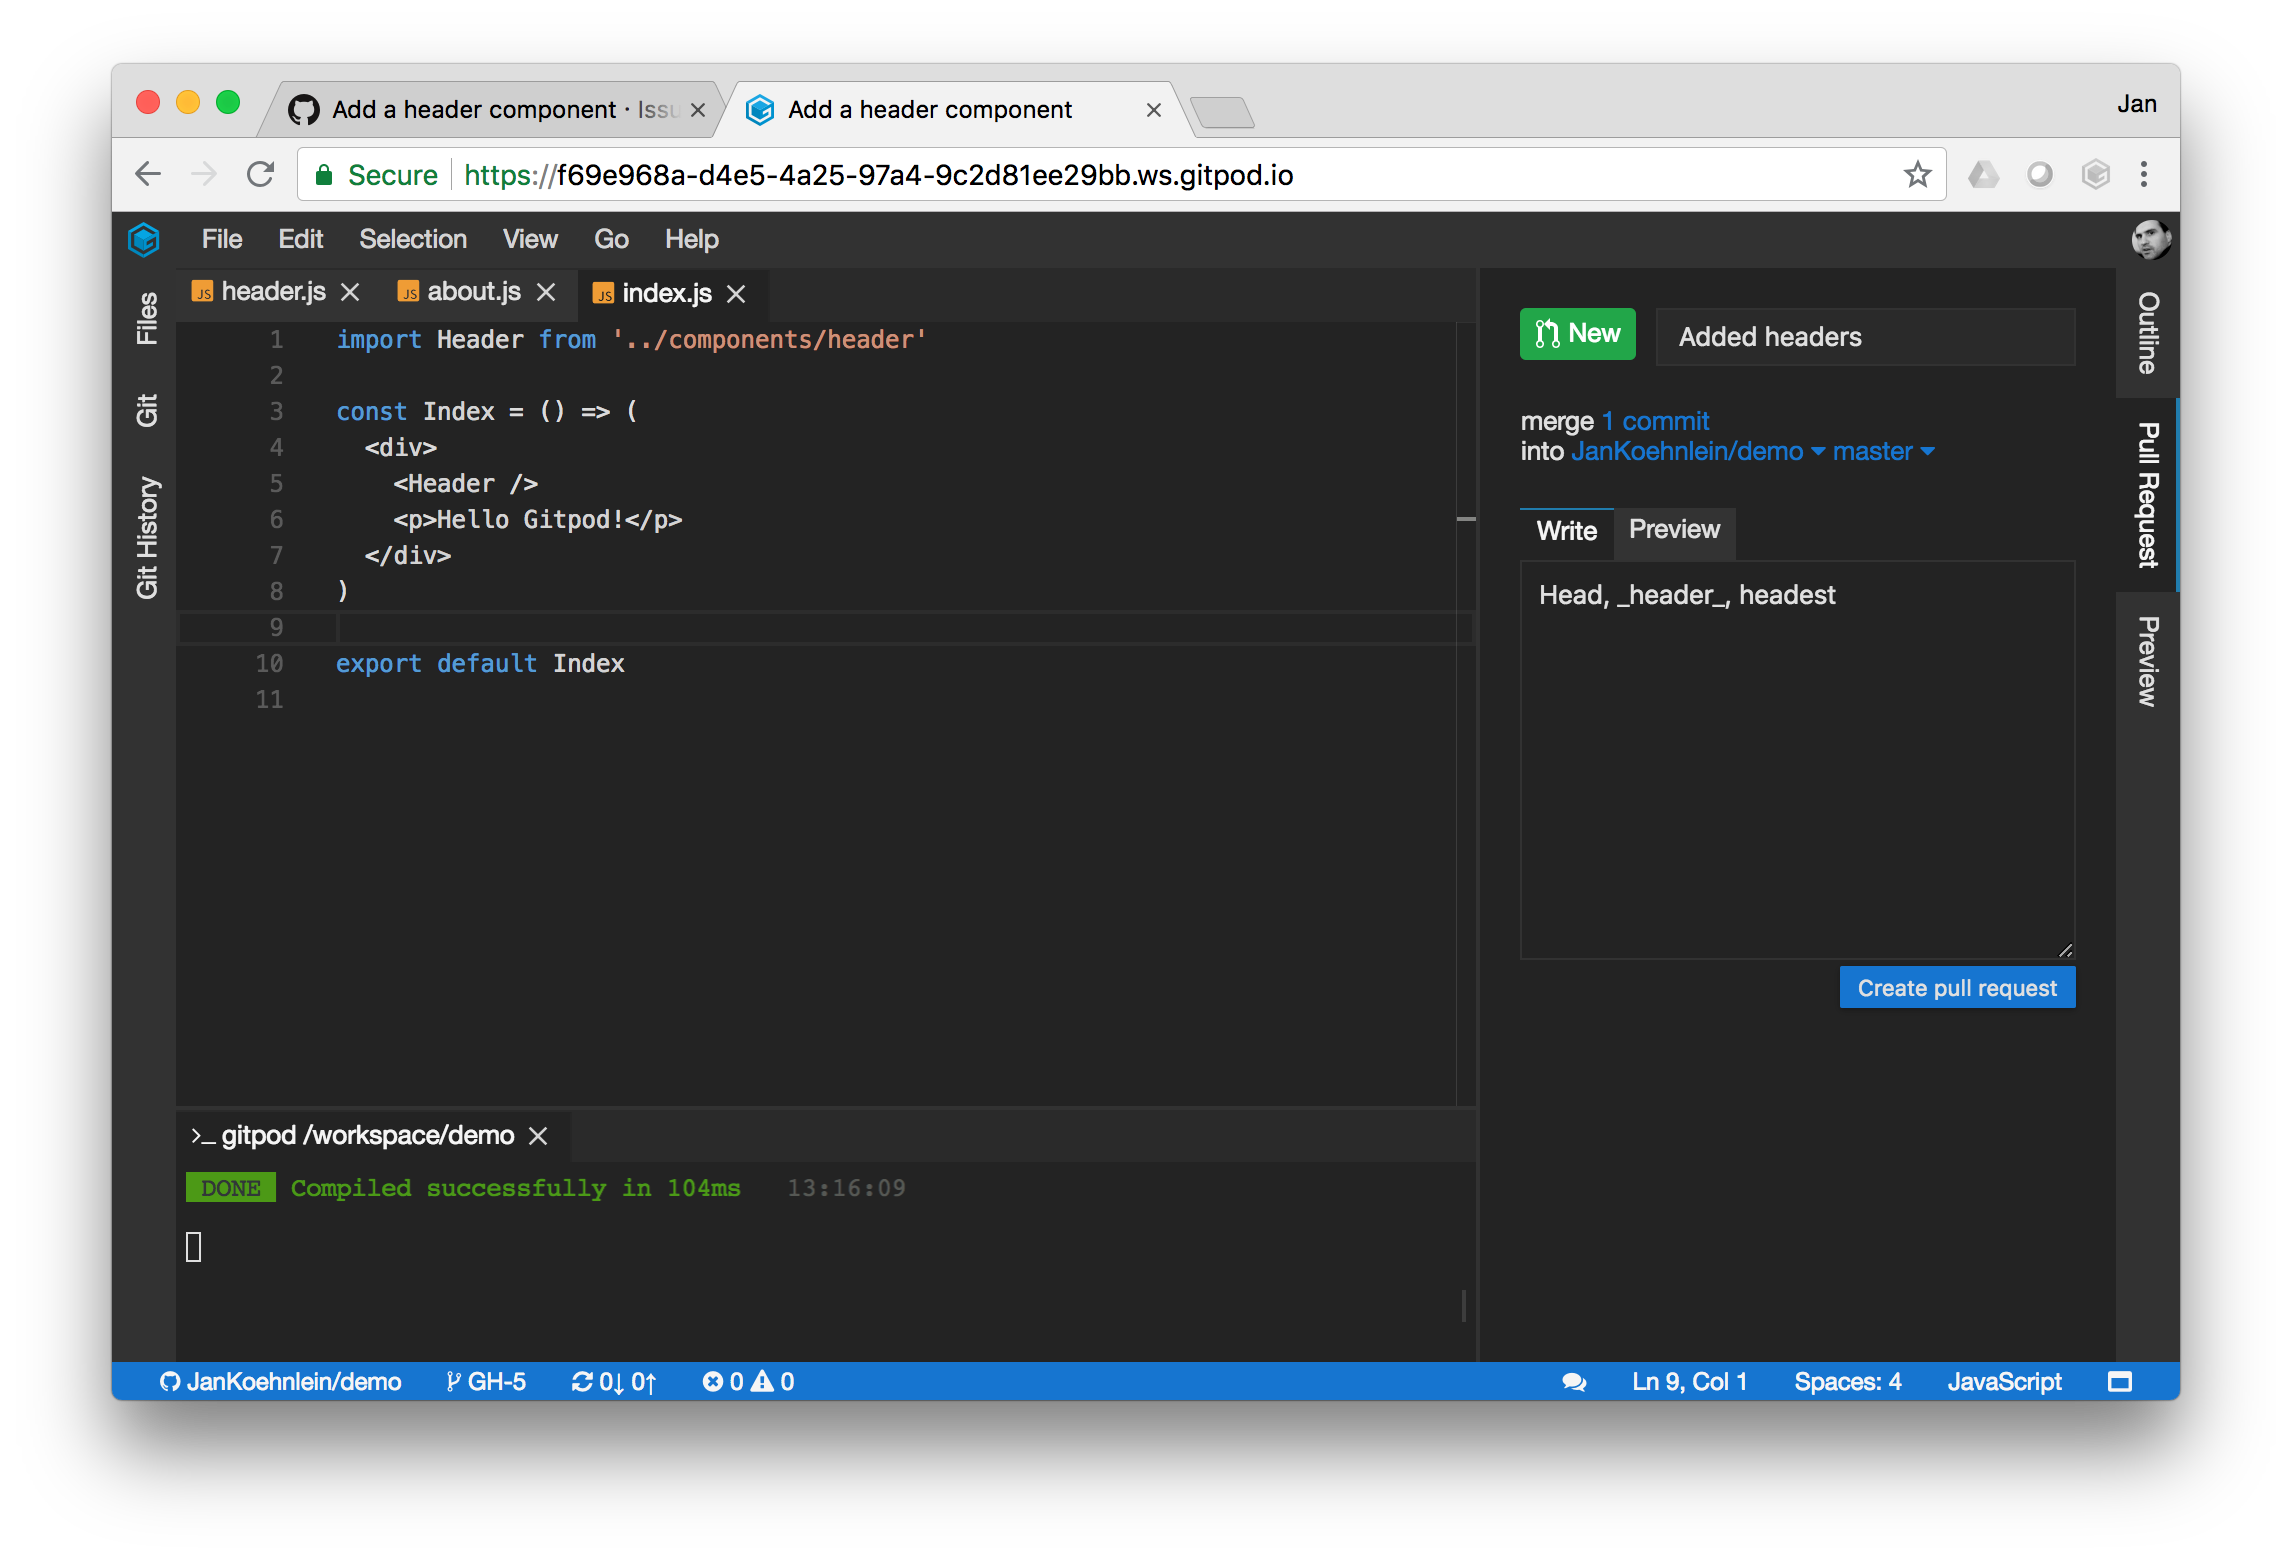 Add a header component · Issu
Add a header component
Jan
Secure
https://f69e968a-d4e5-4a25-97a4-9c2d81ee29bb.ws.gitpod.io
File Edit Selection View Go Help
Files
Git
Git History
JS header.js
JS about.js
JS index.js
1 import Header from '../components/header'
2
3 const Index = () => (
4 <div>
5 <Header />
6 <p>Hello Gitpod!</p>
7 </div>
8 )
9
10 export default Index
11
>_ gitpod /workspace/demo
DONE Compiled successfully in 104ms 13:16:09
New
Added headers
merge 1 commit
into JanKoehnlein/demo master
Write
Preview
Head, _header_, headest
Create pull request
Outline
Pull Request
Preview
JanKoehnlein/demo GH-5 0↓ 0↑ 0 0
Ln 9, Col 1 Spaces: 4 JavaScript